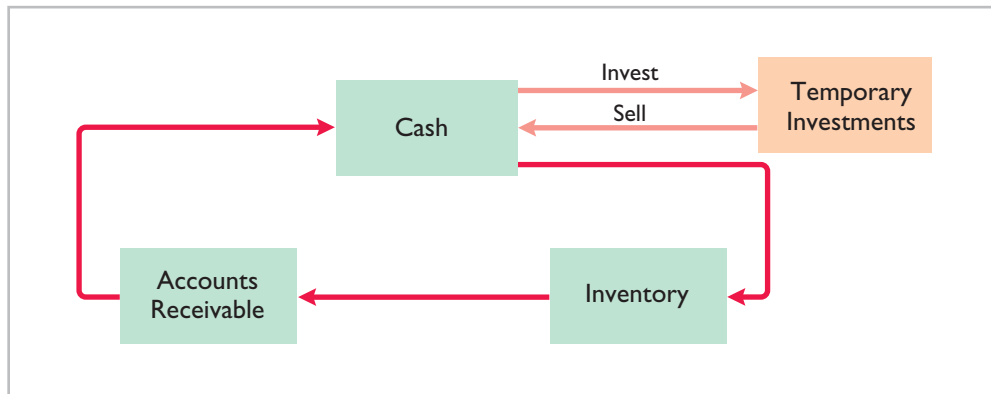 Invest
Temporary
Investments
Cash
Sell
Accounts
Receivable
Inventory